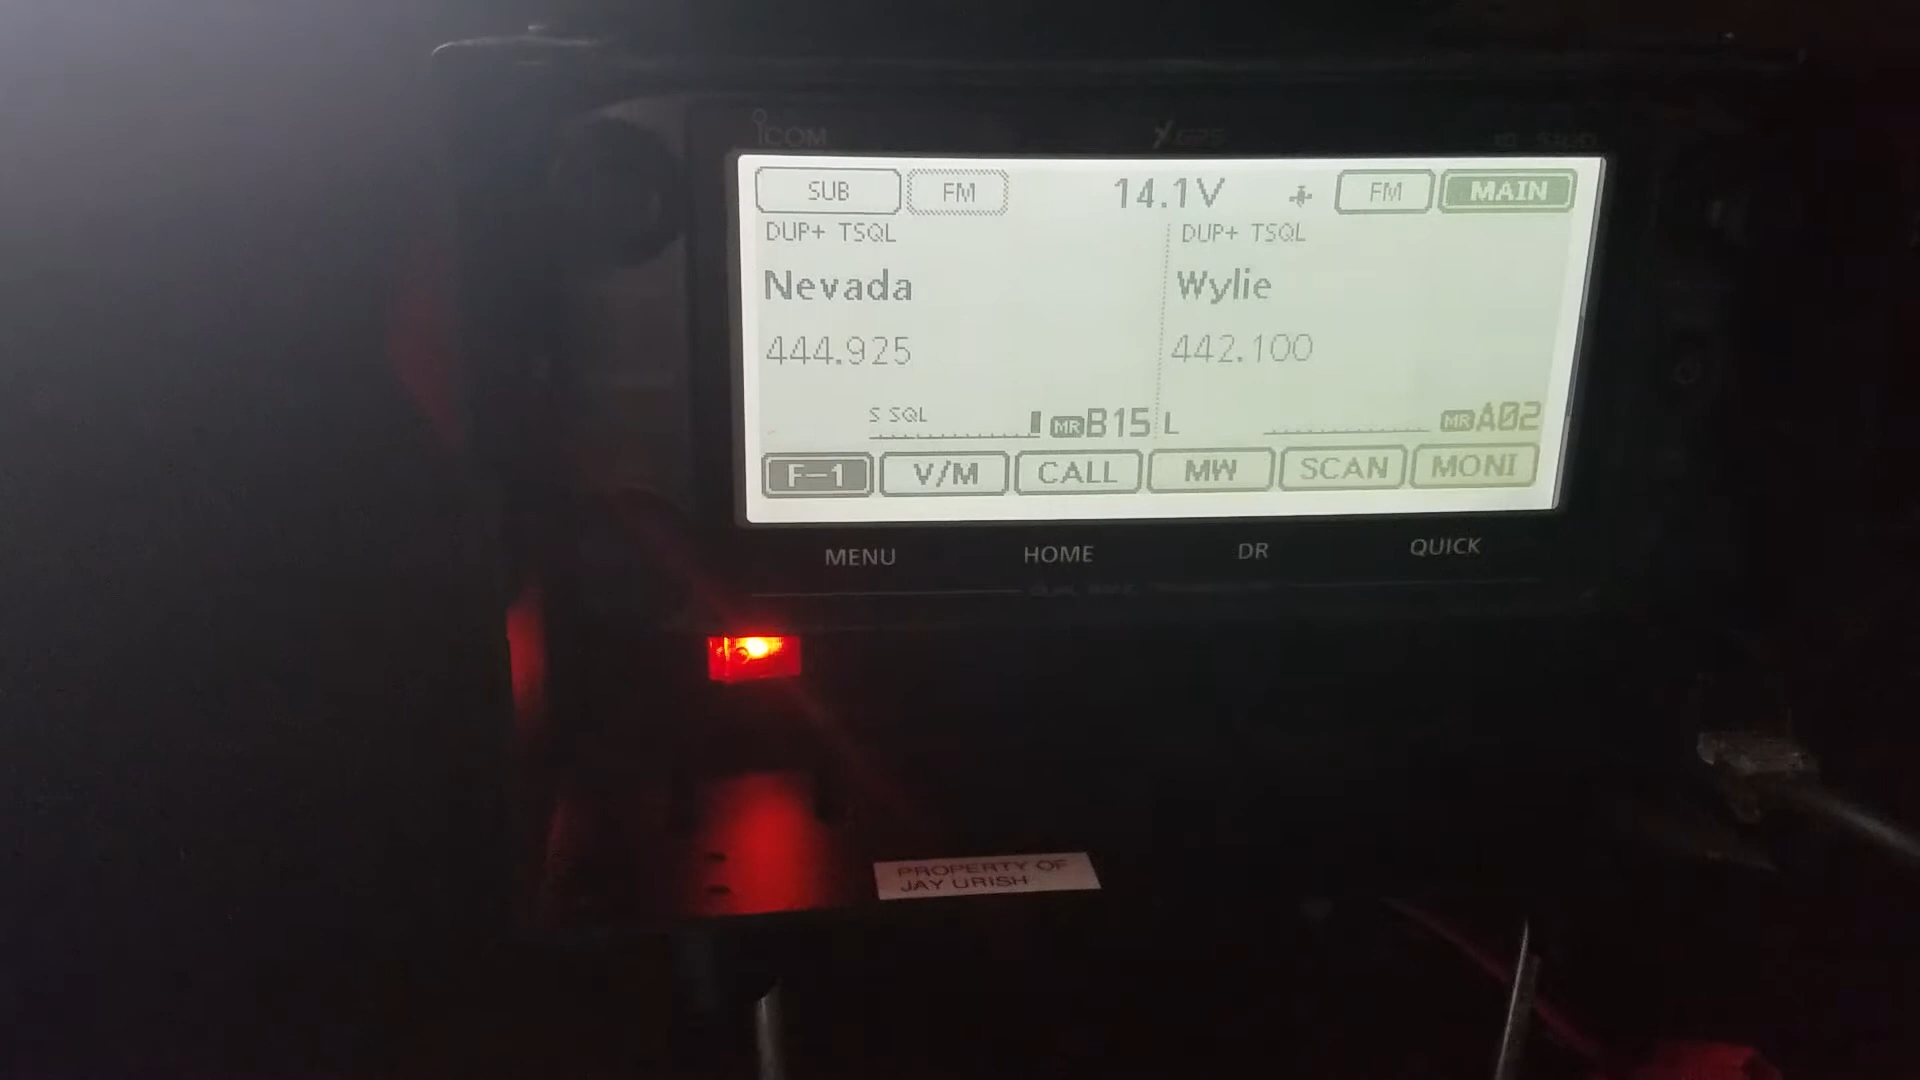 ICOM
SUB FM 14.1V FM MAIN
DUP+ TSQL DUP+ TSQL
Nevada Wylie
444.925 442.100
S SQL MR B15 L MR A02
F-1 V/M CALL MW SCAN MONI
MENU HOME DR QUICK
PROPERTY OF
JAY URISH